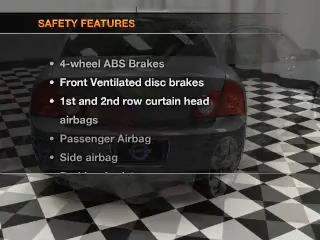 SAFETY FEATURES
• 4-wheel ABS Brakes
• Front Ventilated disc brakes
• 1st and 2nd row curtain head
airbags
• Passenger Airbag
• Side airbag